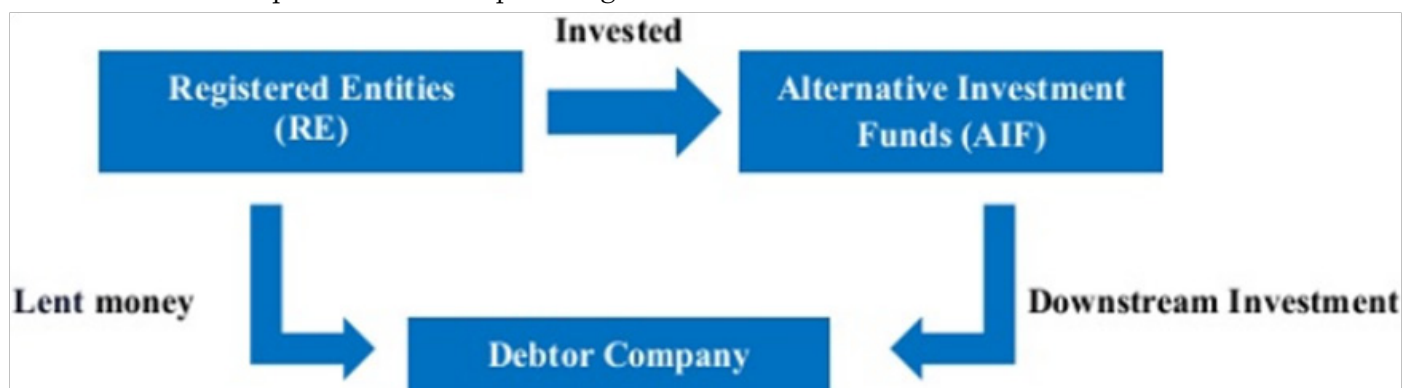 Invested
Registered Entities
(RE)
Alternative Investment
Funds (AIF)
Lent money
Downstream Investment
Debtor Company